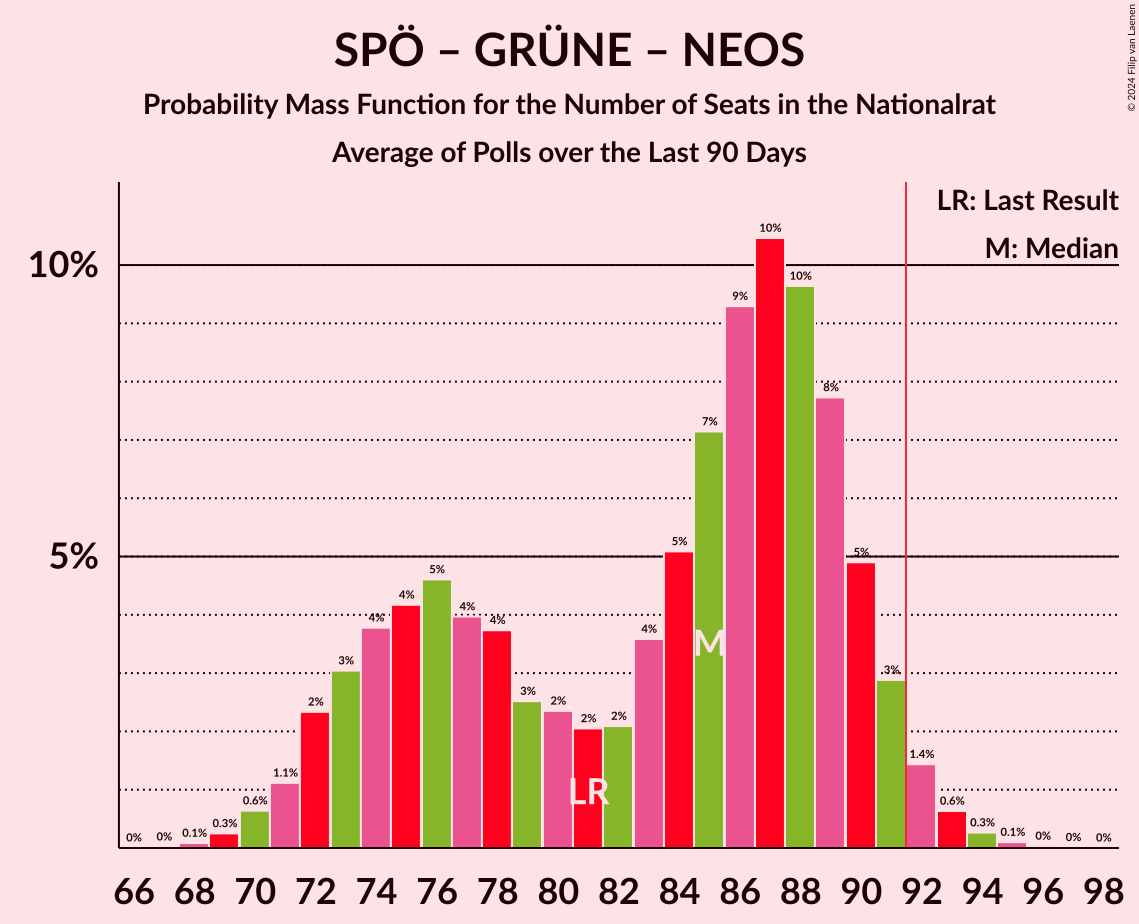 SPÖ – GRÜNE – NEOS
Probability Mass Function for the Number of Seats in the Nationalrat
Average of Polls over the Last 90 Days
© 2024 Filip van Laenen
LR: Last Result
M: Median
10%
5%
0% 0% 0.1% 0.3% 0.6% 1.1% 2% 3% 4% 4% 5% 4% 4% 3% 2% 2% 2% 4% 5% 7% 9% 10% 10% 8% 5% 3% 1.4% 0.6% 0.3% 0.1% 0% 0% 0%
M
LR
66 68 70 72 74 76 78 80 82 84 86 88 90 92 94 96 98